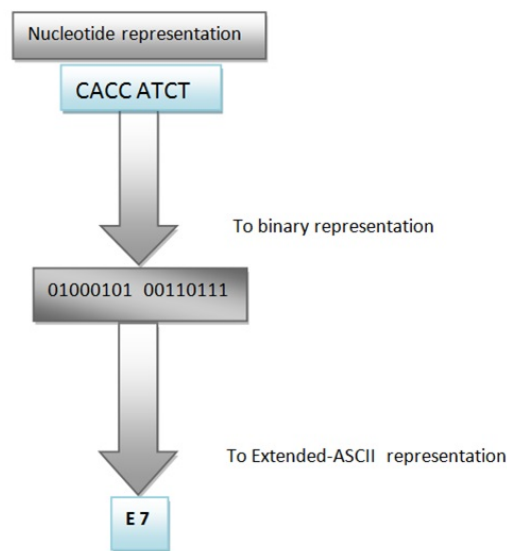 Nucleotide representation
CACC ATCT
To binary representation
01000101 00110111
To Extended-ASCII representation
E 7